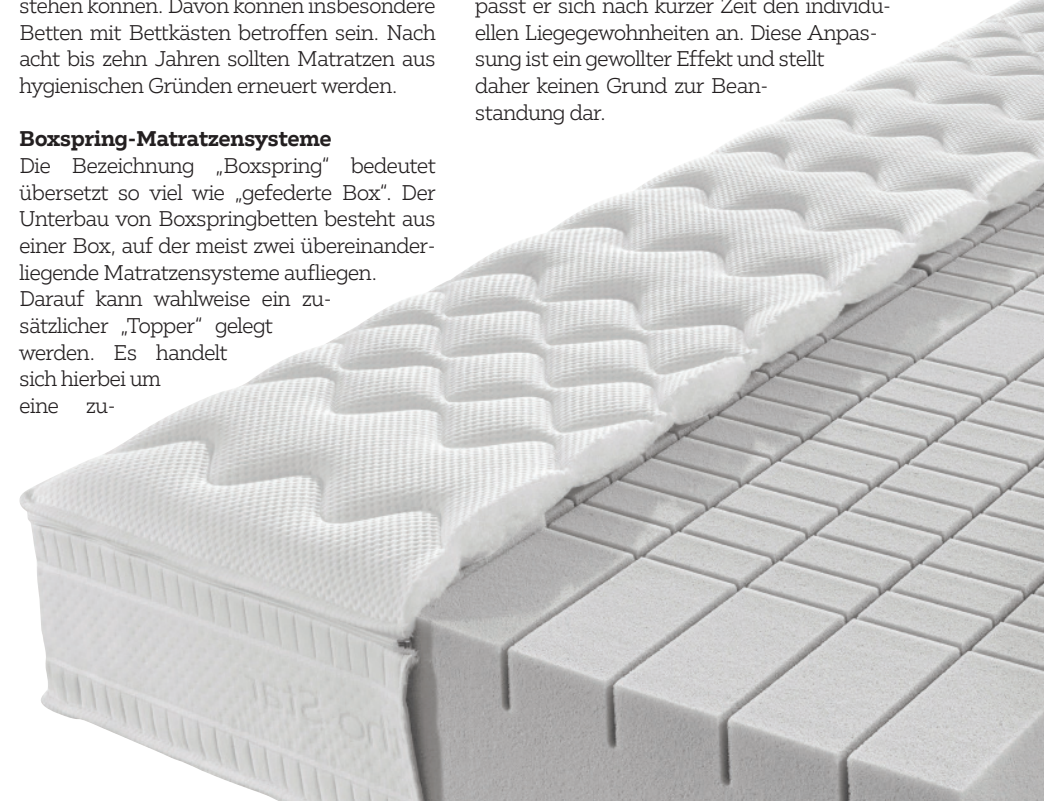 stehen können. Davon können insbesondere
Betten mit Bettkästen betroffen sein. Nach
acht bis zehn Jahren sollten Matratzen aus
hygienischen Gründen erneuert werden.
Boxspring-Matratzensysteme
Die Bezeichnung „Boxspring“ bedeutet
übersetzt so viel wie „gefederte Box“. Der
Unterbau von Boxspringbetten besteht aus
einer Box, auf der meist zwei übereinander-
liegende Matratzensysteme aufliegen.
Darauf kann wahlweise ein zu-
sätzlicher „Topper“ gelegt
werden. Es handelt
sich hierbei um
eine zu-
passt er sich nach kurzer Zeit den individu-
ellen Liegegewohnheiten an. Diese Anpas-
sung ist ein gewollter Effekt und stellt
daher keinen Grund zur Bean-
standung dar.